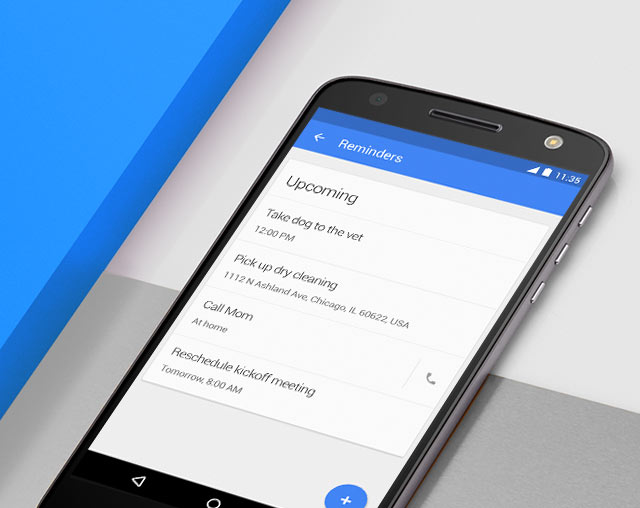 11:35
Reminders
Upcoming
Take dog to the vet
12:00 PM
Pick up dry cleaning
1112 N Ashland Ave, Chicago, IL 60622, USA
Call Mom
At home
Reschedule kickoff meeting
Tomorrow, 8:00 AM